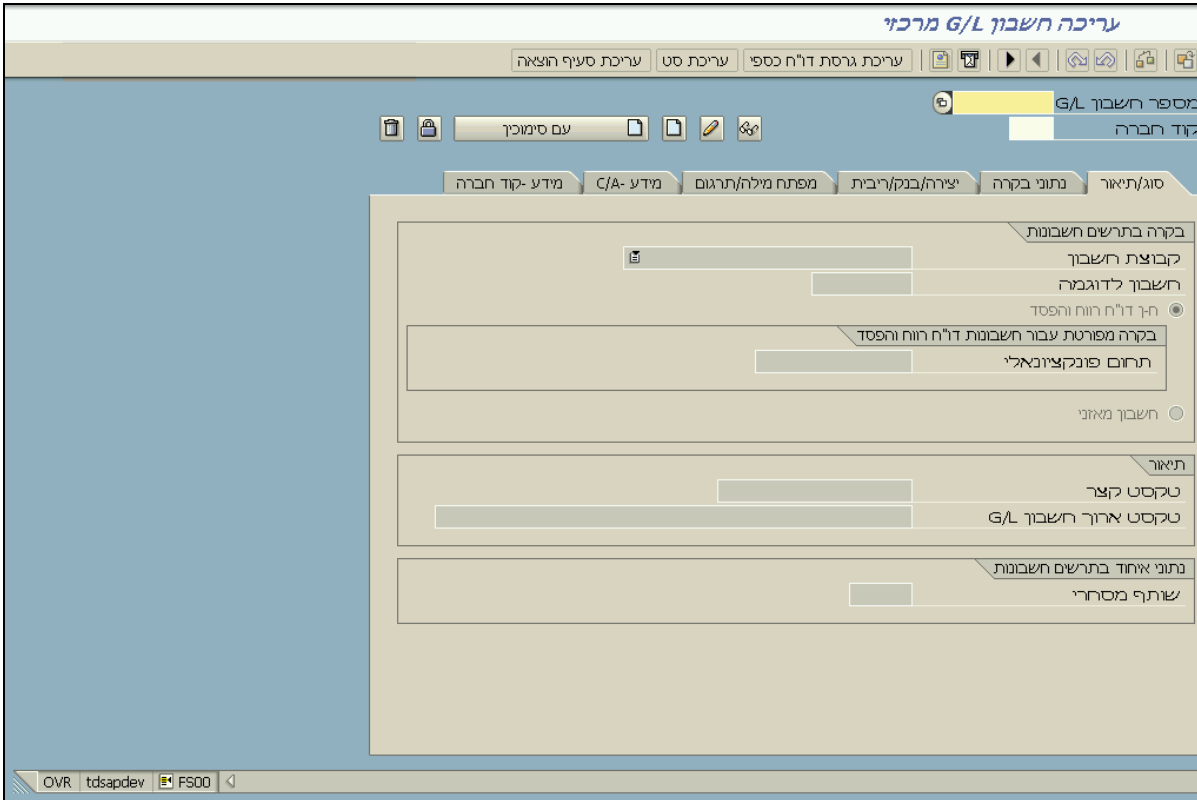 עריכה חשבון G/L מרכזי
עריכת גרסת דו"ח כספי עריכת סט עריכת סעיף הוצאה
מספר חשבון G/L
קוד חברה
עם סימוכין
סוג/תיאור נתוני בקרה יצירה/בנק/ריבית מפתח מילה/תרגום מידע -C/A מידע -קוד חברה
בקרה בתרשים חשבונות
קבוצת חשבון
חשבון לדוגמה
ח-ן דו"ח רווח והפסד
בקרה מפורטת עבור חשבונות דו"ח רווח והפסד
תחום פונקציונאלי
חשבון מאזני
תיאור
טקסט קצר
טקסט ארוך חשבון G/L
נתוני איחוד בתרשים חשבונות
שותף מסחרי
FS00 tdsapdev OVR